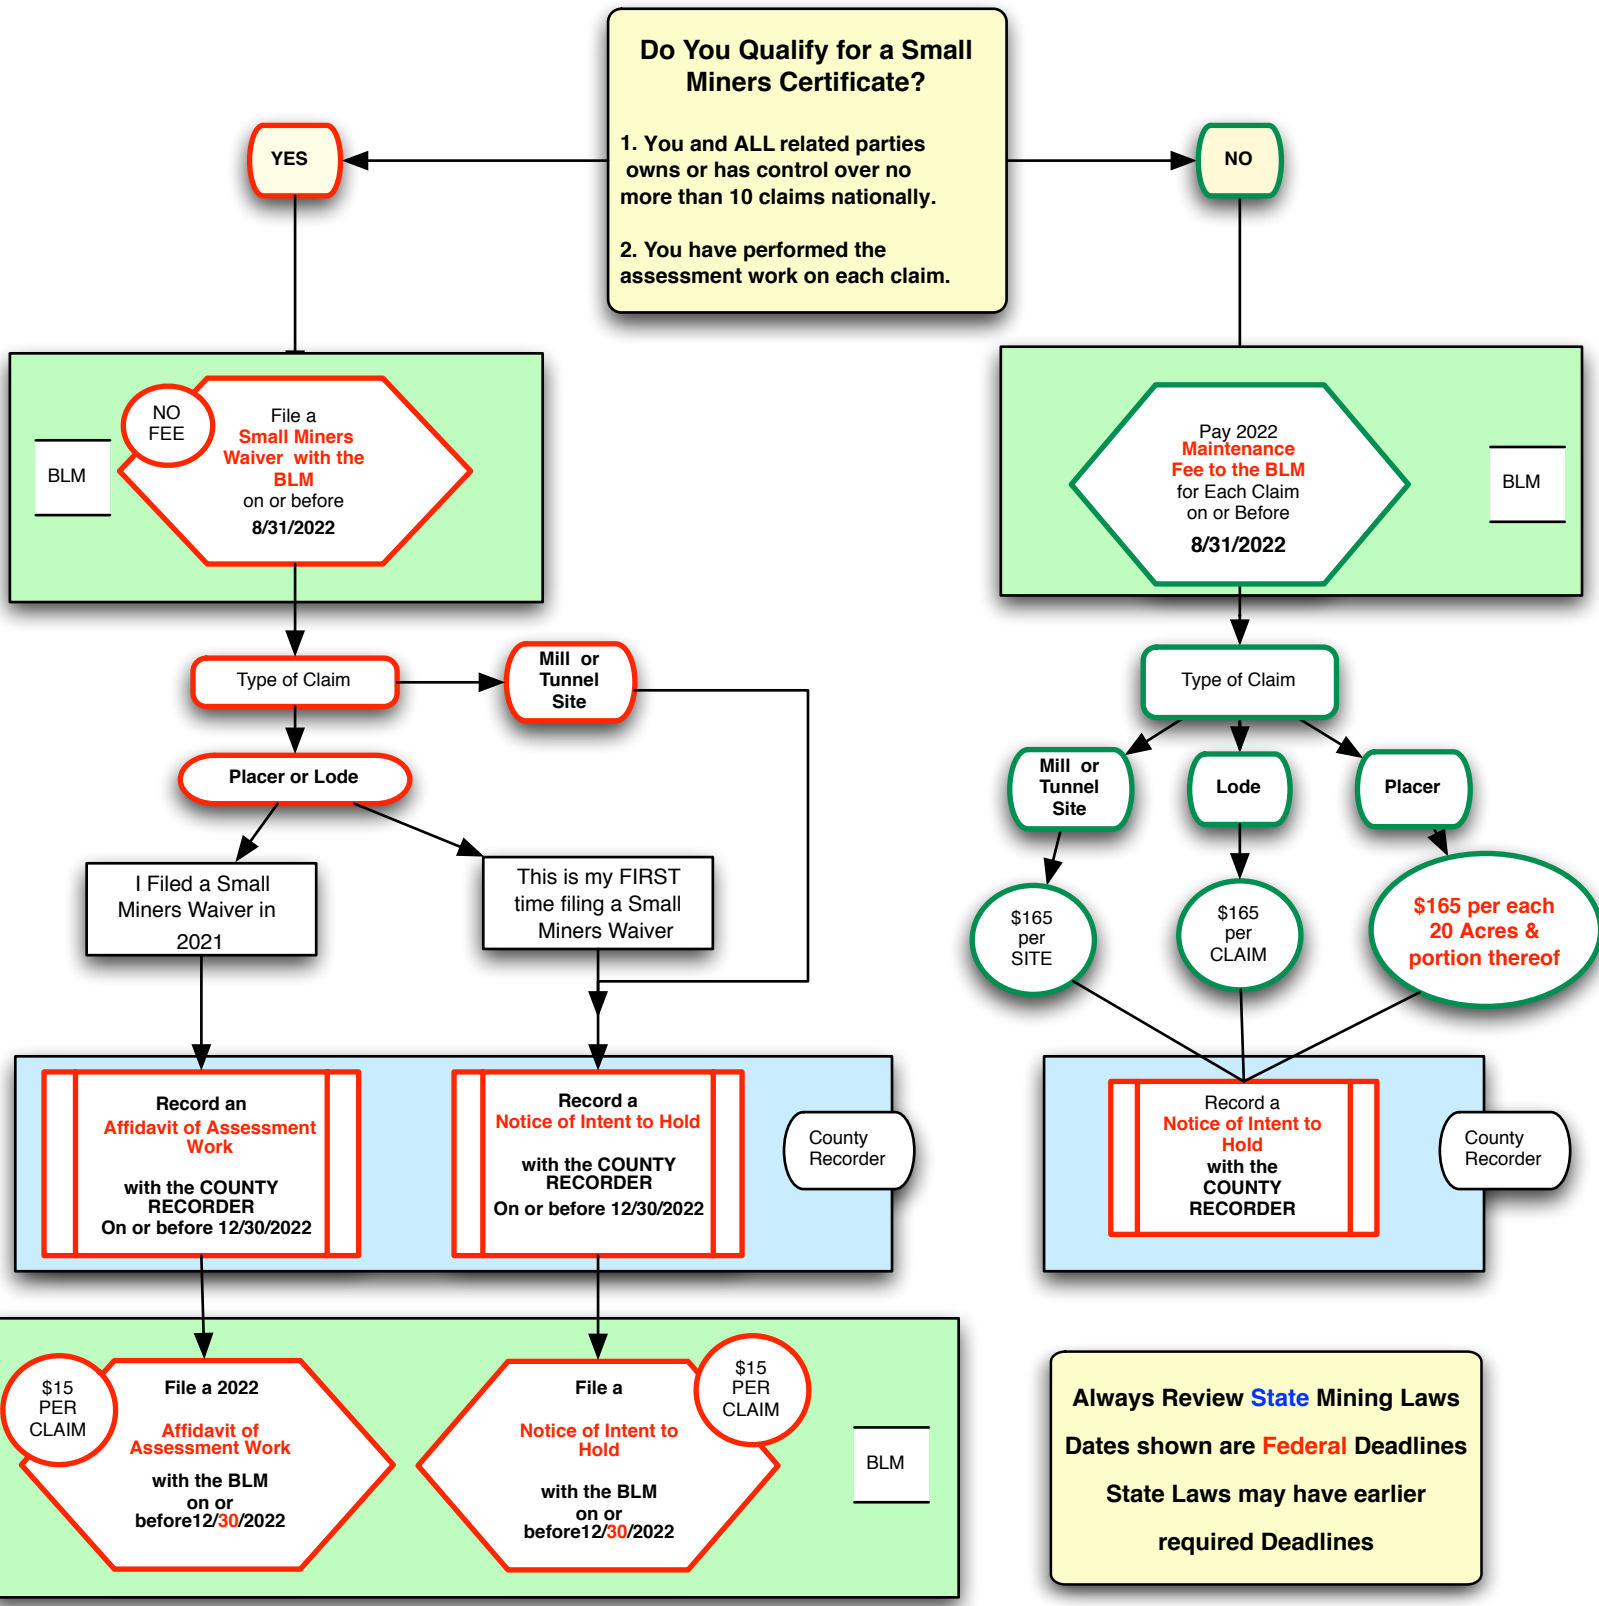 Do You Qualify for a Small
Miners Certificate?
1. You and ALL related parties
owns or has control over no
more than 10 claims nationally.
2. You have performed the
assessment work on each claim.
YES
NO
NO
FEE
File a
Small Miners
Waiver with the
BLM
on or before
8/31/2022
BLM
Pay 2022
Maintenance
Fee to the BLM
for Each Claim
on or Before
8/31/2022
BLM
Type of Claim
Mill or
Tunnel
Site
Placer or Lode
I Filed a Small
Miners Waiver in
2021
This is my FIRST
time filing a Small
Miners Waiver
Type of Claim
Mill or
Tunnel
Site
Lode
Placer
$165
per
SITE
$165
per
CLAIM
$165 per each
20 Acres &
portion thereof
Record an
Affidavit of Assessment
Work
with the COUNTY
RECORDER
On or before 12/30/2022
Record a
Notice of Intent to Hold
with the COUNTY
RECORDER
On or before 12/30/2022
County
Recorder
Record a
Notice of Intent to
Hold
with the
COUNTY
RECORDER
County
Recorder
$15
PER
CLAIM
File a 2022
Affidavit of
Assessment Work
with the BLM
on or
before12/30/2022
File a
Notice of Intent to
Hold
with the BLM
on or
before12/30/2022
$15
PER
CLAIM
BLM
Always Review State Mining Laws
Dates shown are Federal Deadlines
State Laws may have earlier
required Deadlines